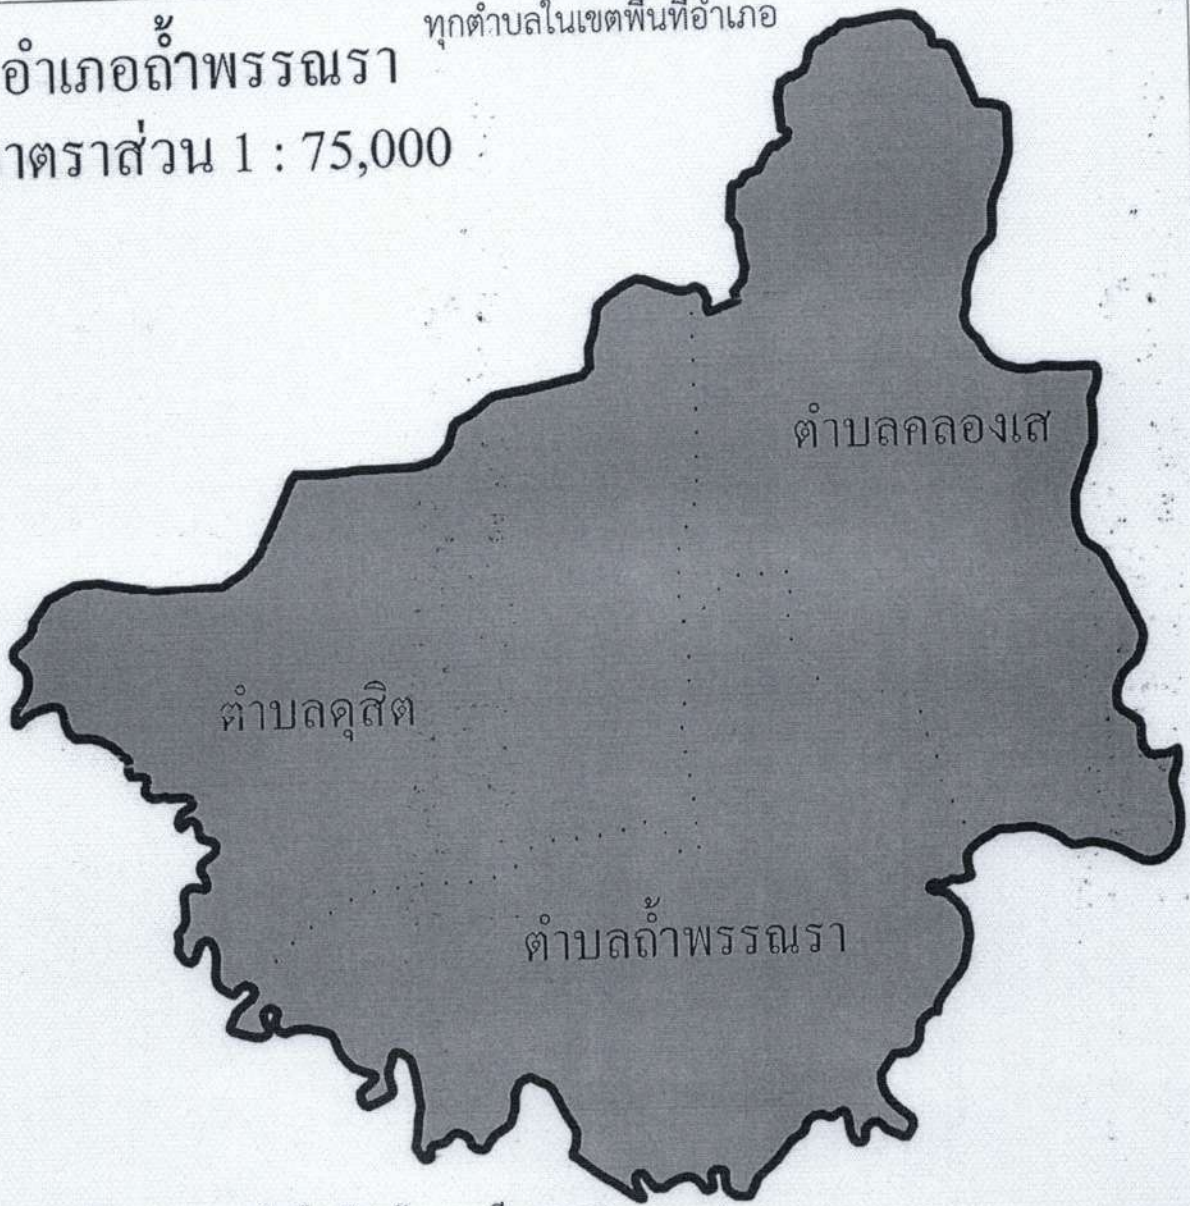 ทุกตำบลในเขตพื้นที่อำเภอ
อำเภอถ้ำพรรณรา
าตราส่วน 1 : 75,000
ตำบลคลองเส
ตำบลดุสิต
ตำบลถ้ำพรรณรา